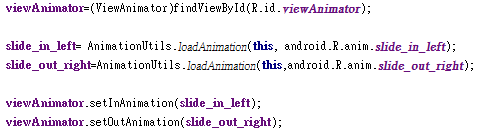 viewAnimator=(ViewAnimator)findViewById(R.id.viewAnimator);
slide_in_left= AnimationUtils.loadAnimation(this, android.R.anim.slide_in_left);
slide_out_right=AnimationUtils.loadAnimation(this,android.R.anim.slide_out_right);
viewAnimator.setInAnimation(slide_in_left);
viewAnimator.setOutAnimation(slide_out_right);